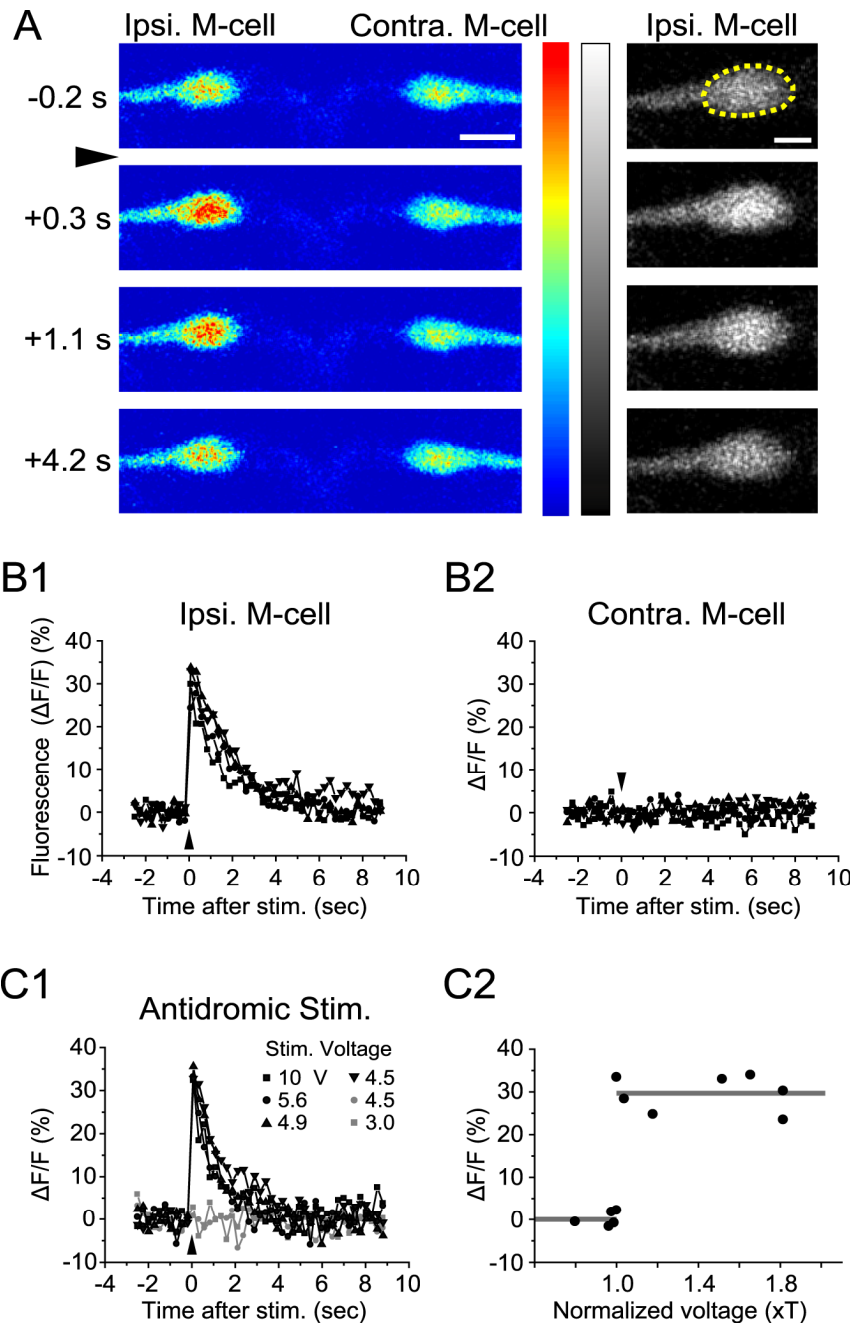 A
Ipsi. M-cell Contra. M-cell Ipsi. M-cell
-0.2 s
+0.3 s
+1.1 s
+4.2 s
B1 B2
Ipsi. M-cell Contra. M-cell
Fluorescence (ΔF/F) (%)
40
30
20
10
0
-10
-4 -2 0 2 4 6 8 10
Time after stim. (sec)
ΔF/F (%)
40
30
20
10
0
-10
-4 -2 0 2 4 6 8 10
Time after stim. (sec)
C1 C2
Antidromic Stim.
Stim. Voltage
10 V 4.5
5.6 4.5
4.9 3.0
ΔF/F (%)
40
30
20
10
0
-10
-4 -2 0 2 4 6 8 10
Time after stim. (sec)
ΔF/F (%)
40
30
20
10
0
-10
1.0 1.4 1.8
Normalized voltage (xT)